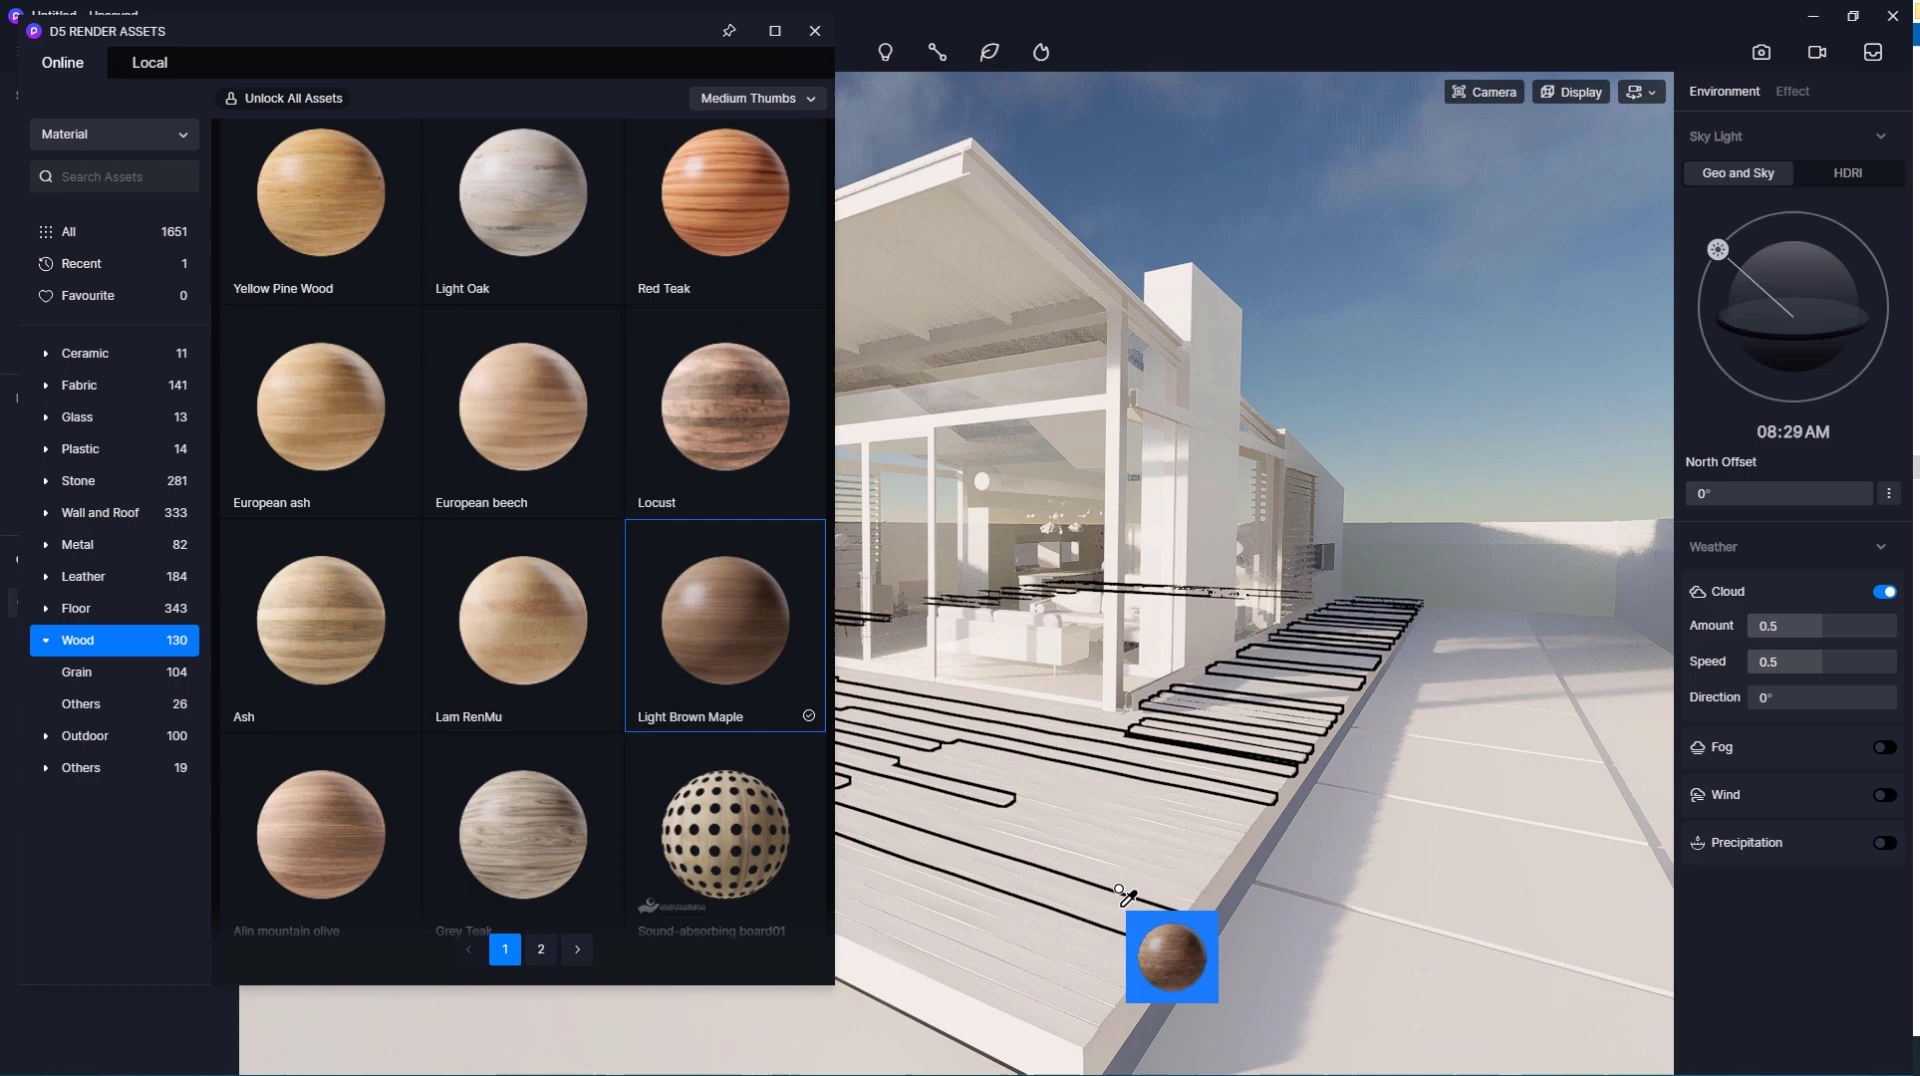 D5 RENDER ASSETS
Online
Local
Unlock All Assets
Medium Thumbs
Material
Search Assets
All 1651
Recent 1
Favourite 0
Ceramic 11
Fabric 141
Glass 13
Plastic 14
Stone 281
Wall and Roof 333
Metal 82
Leather 184
Floor 343
Wood 130
Grain 104
Others 26
Outdoor 100
Others 19
Yellow Pine Wood
Light Oak
Red Teak
European ash
European beech
Locust
Ash
Lam RenMu
Light Brown Maple
Alin mountain olive
Grey Teak
Sound-absorbing board01
1
2
Camera
Display
Environment
Effect
Sky Light
Geo and Sky
HDRI
08:29 AM
North Offset
0°
Weather
Cloud
Amount 0.5
Speed 0.5
Direction 0°
Fog
Wind
Precipitation